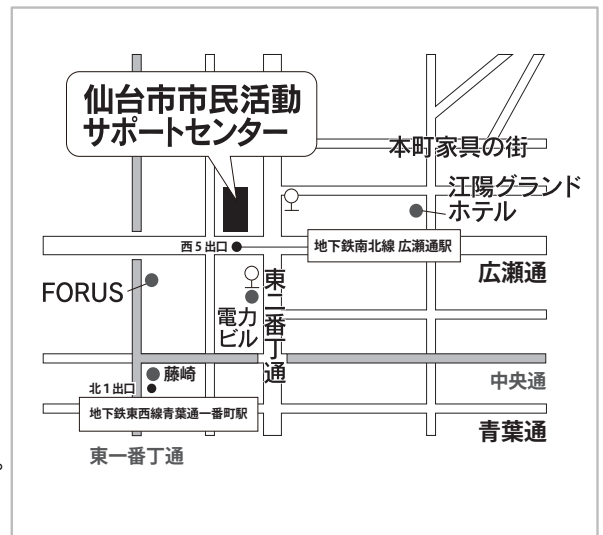 仙台市市民活動
サポートセンター
本町家具の街
江陽グランド
ホテル
西5出口
地下鉄南北線 広瀬通駅
広瀬通
FORUS
東二番丁通
電力
ビル
藤崎
中央通
北1出口
地下鉄東西線青葉通一番町駅
青葉通
東一番丁通
。